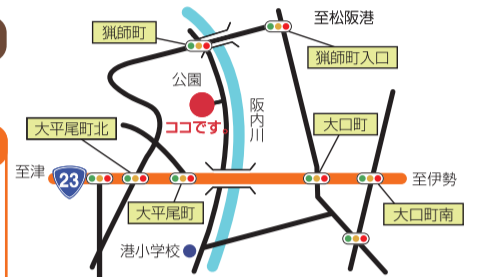 至松阪港
猟師町
猟師町入口
公園
ココです。
阪内川
大平尾町北
大口町
至津
23
至伊勢
大平尾町
大口町南
港小学校